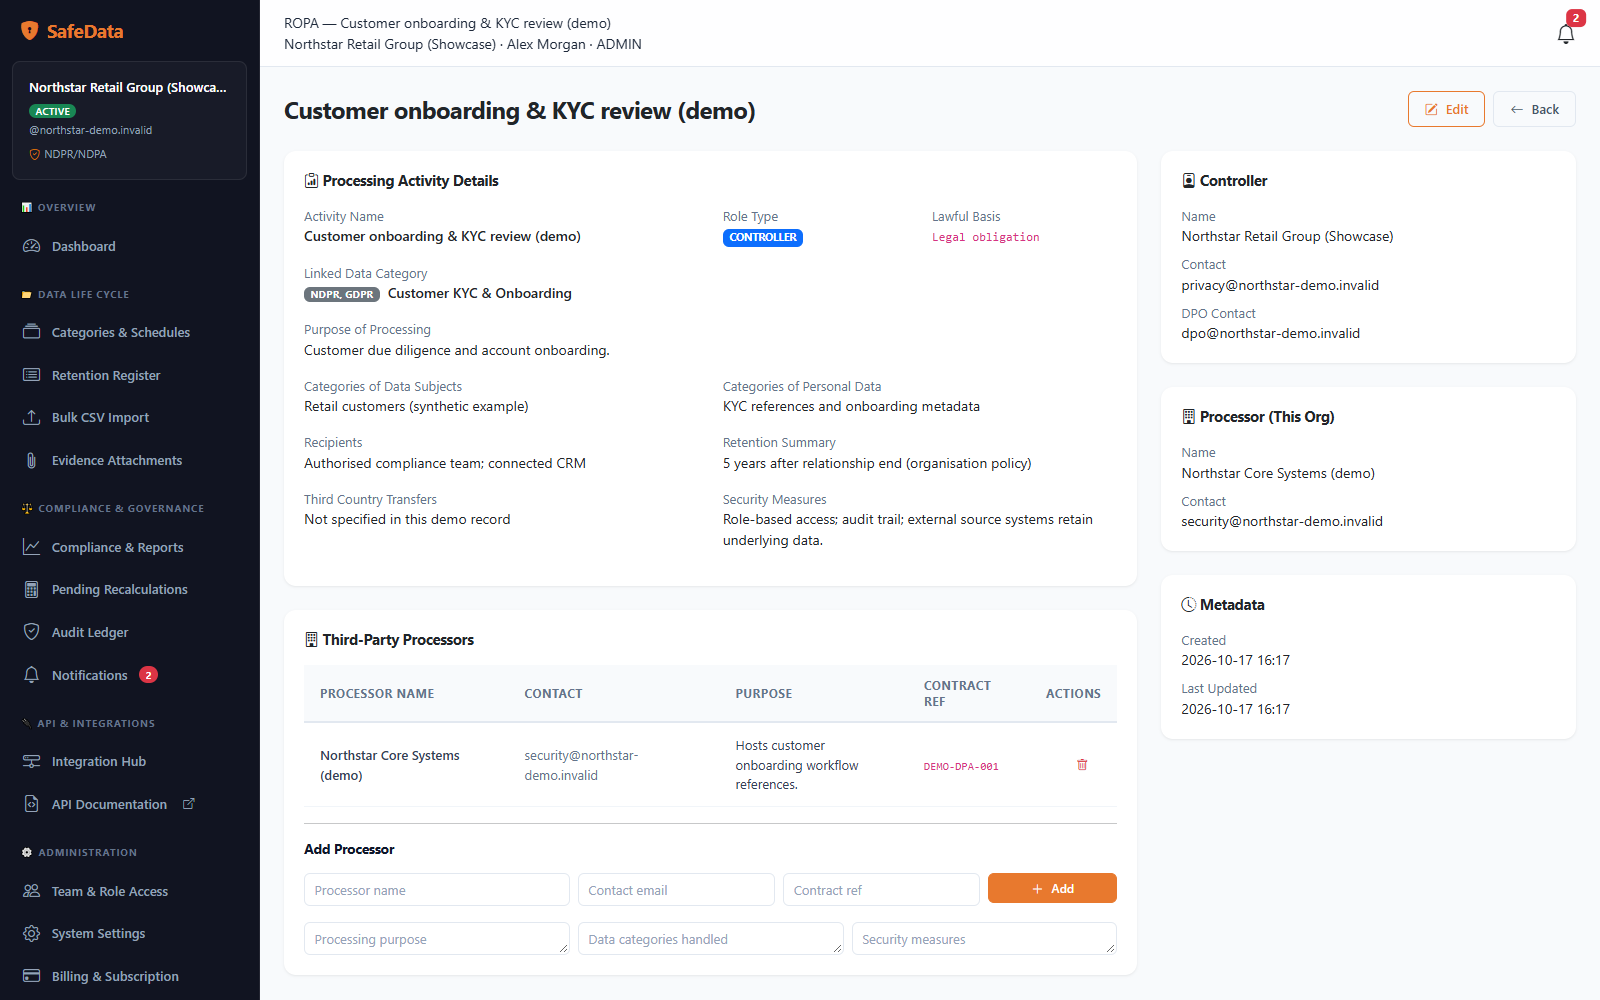 SafeData
Northstar Retail Group (Showca...
ACTIVE
@northstar-demo.invalid
NDPR/NDPA
OVERVIEW
Dashboard
DATA LIFE CYCLE
Categories & Schedules
Retention Register
Bulk CSV Import
Evidence Attachments
COMPLIANCE & GOVERNANCE
Compliance & Reports
Pending Recalculations
Audit Ledger
Notifications 2
API & INTEGRATIONS
Integration Hub
API Documentation
ADMINISTRATION
Team & Role Access
System Settings
Billing & Subscription
ROPA — Customer onboarding & KYC review (demo)
Northstar Retail Group (Showcase) · Alex Morgan · ADMIN
2
Customer onboarding & KYC review (demo)
Edit
Back
Processing Activity Details
Activity Name
Customer onboarding & KYC review (demo)
Role Type
CONTROLLER
Lawful Basis
Legal obligation
Linked Data Category
NDPR, GDPR Customer KYC & Onboarding
Purpose of Processing
Customer due diligence and account onboarding.
Categories of Data Subjects
Retail customers (synthetic example)
Categories of Personal Data
KYC references and onboarding metadata
Recipients
Authorised compliance team; connected CRM
Retention Summary
5 years after relationship end (organisation policy)
Third Country Transfers
Not specified in this demo record
Security Measures
Role-based access; audit trail; external source systems retain
underlying data.
Third-Party Processors
PROCESSOR NAME
CONTACT
PURPOSE
CONTRACT
REF
ACTIONS
Northstar Core Systems
(demo)
security@northstar-
demo.invalid
Hosts customer
onboarding workflow
references.
DEMO-DPA-001
Add Processor
Processor name
Contact email
Contract ref
Add
Processing purpose
Data categories handled
Security measures
Controller
Name
Northstar Retail Group (Showcase)
Contact
privacy@northstar-demo.invalid
DPO Contact
dpo@northstar-demo.invalid
Processor (This Org)
Name
Northstar Core Systems (demo)
Contact
security@northstar-demo.invalid
Metadata
Created
2026-10-17 16:17
Last Updated
2026-10-17 16:17